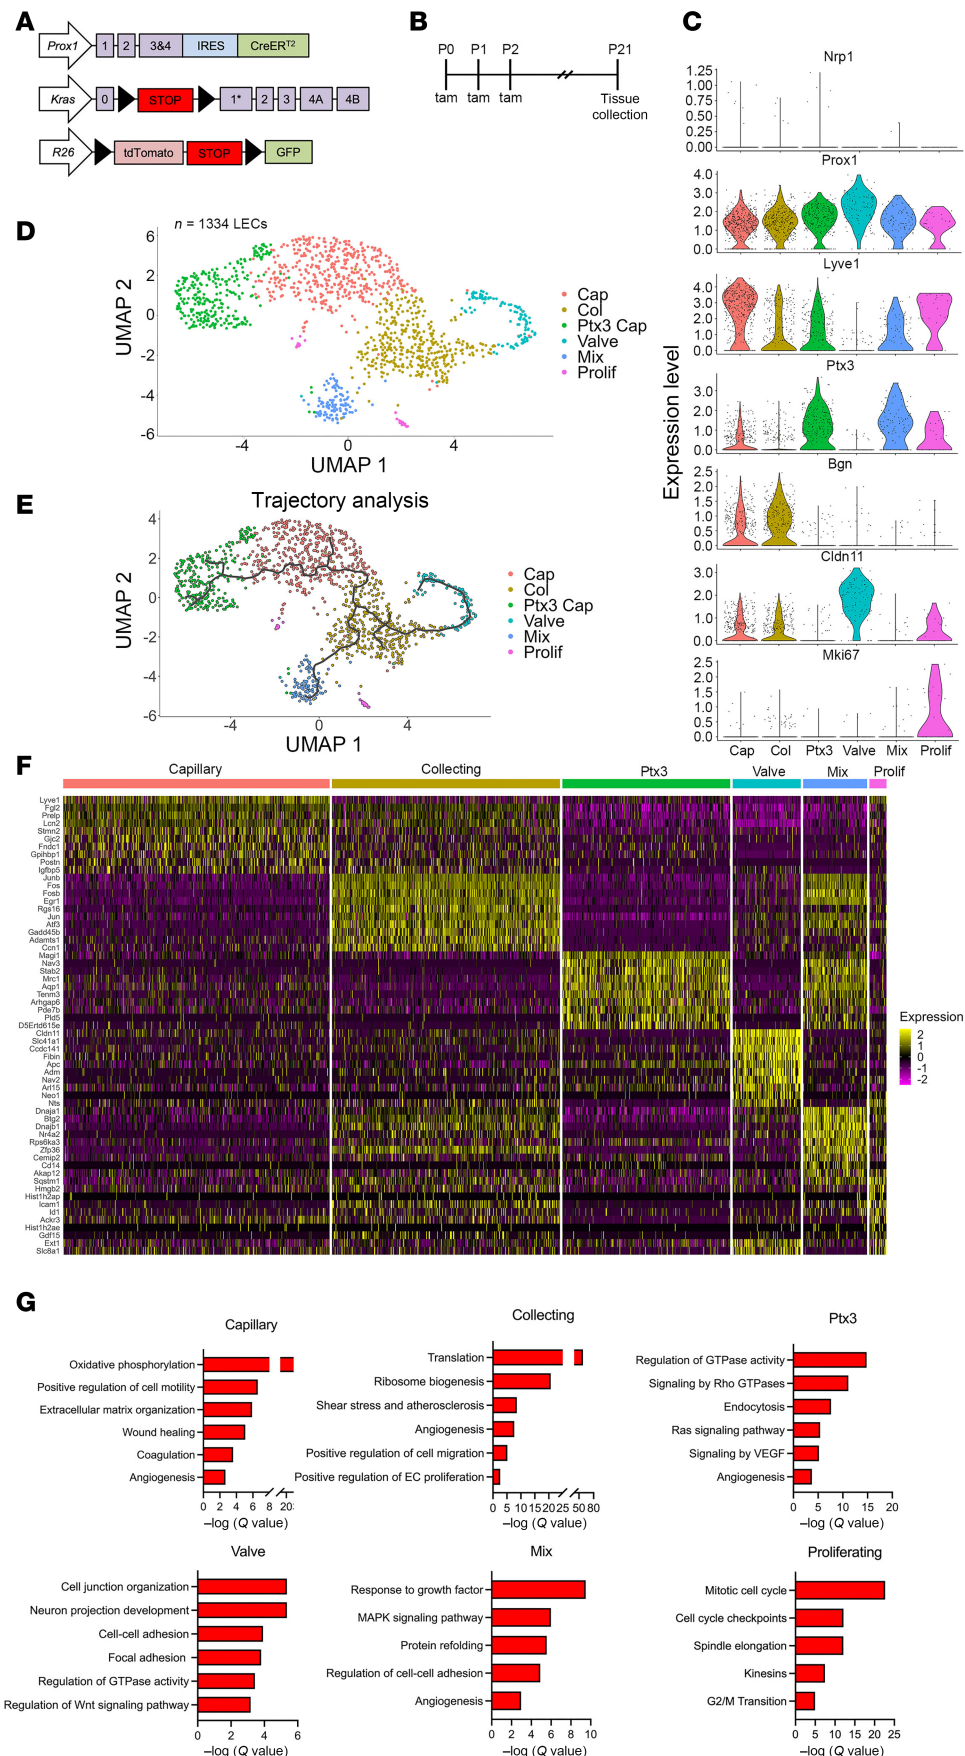 A
Prox1 1 2 3&4 IRES CreERT2
Kras 0 STOP 1* 2 3 4A 4B
R26 tdTomato STOP GFP
B
P0 P1 P2 P21
tam tam tam Tissue
collection
C
Nrp1
1.25
1.00
0.75
0.50
0.25
0.00
Prox1
4.0
3.0
2.0
1.0
0.0
Lyve1
4.0
3.0
2.0
1.0
0.0
Ptx3
3.0
2.0
1.0
0.0
Bgn
2.5
2.0
1.5
1.0
0.5
0.0
Cldn11
3.0
2.0
1.0
0.0
Mki67
2.5
2.0
1.5
1.0
0.5
0.0
Expression level
Cap Col Ptx3 Valve Mix Prolif
D
n = 1334 LECs
6
2
0
-2
-4
-6
UMAP 2
-4 0 4
UMAP 1
Cap
Col
Ptx3 Cap
Valve
Mix
Prolif
E
Trajectory analysis
4
2
0
-2
-4
-6
UMAP 2
-4 0 4
UMAP 1
Cap
Col
Ptx3 Cap
Valve
Mix
Prolif
F
Capillary Collecting Ptx3 Valve Mix Prolif
Lyve1
Fgl2
Prelp
Lcn2
Stmn2
Gjc2
Fndc1
Gpihbp1
Postn
Igfbp5
Junb
Fos
Fosb
Egr1
Rgs16
Jun
Atf3
Gadd45b
Adamts1
Ccn1
Magi1
Nav3
Stab2
Mrc1
Aqp1
Tenm3
Arhgap6
Pde7b
Pld5
D5Ertd615e
Cldn11
Slc41a1
Ccdc141
Fibin
Apc
Adm
Nav2
Arl15
Neo1
Nts
Dnaja1
Btg2
Dnajb1
Nr4a2
Rps6ka3
Zfp36
Cemip2
Cd14
Akap12
Sqstm1
Hmgb2
Hist1h2ap
Icam1
Id1
Ackr3
Hist1h2ae
Gdf15
Ext1
Slc8a1
Expression
2
1
0
-1
-2
G
Capillary
Oxidative phosphorylation
Positive regulation of cell motility
Extracellular matrix organization
Wound healing
Coagulation
Angiogenesis
0 2 4 6 8 20
–log (Q value)
Collecting
Translation
Ribosome biogenesis
Shear stress and atherosclerosis
Angiogenesis
Positive regulation of cell migration
Positive regulation of EC proliferation
0 5 10 15 20 25 50 80
–log (Q value)
Ptx3
Regulation of GTPase activity
Signaling by Rho GTPases
Endocytosis
Ras signaling pathway
Signaling by VEGF
Angiogenesis
0 5 10 15 20
–log (Q value)
Valve
Cell junction organization
Neuron projection development
Cell-cell adhesion
Focal adhesion
Regulation of GTPase activity
Regulation of Wnt signaling pathway
0 2 4 6
–log (Q value)
Mix
Response to growth factor
MAPK signaling pathway
Protein refolding
Regulation of cell-cell adhesion
Angiogenesis
0 2 4 6 8 10
–log (Q value)
Proliferating
Mitotic cell cycle
Cell cycle checkpoints
Spindle elongation
Kinesins
G2/M Transition
0 5 10 15 20 25
–log (Q value)